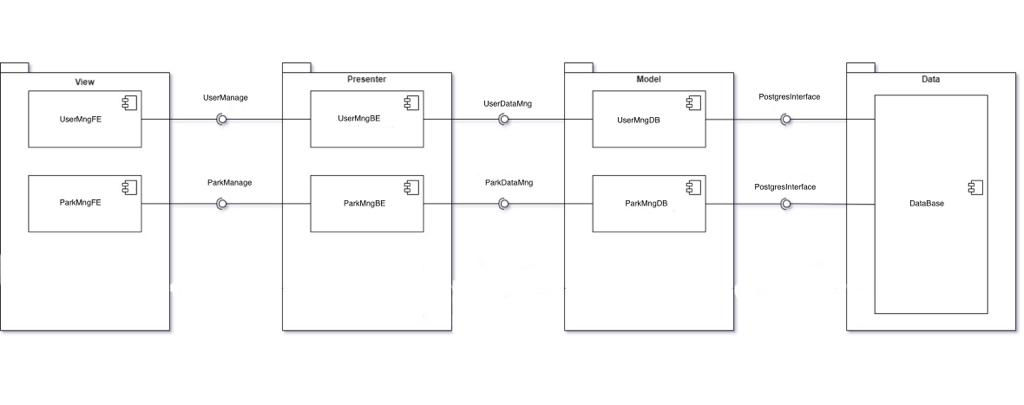 View
UserMngFE
ParkMngFE
UserManage
ParkManage
Presenter
UserMngBE
ParkMngBE
UserDataMng
ParkDataMng
Model
UserMngDB
ParkMngDB
PostgresInterface
PostgresInterface
Data
DataBase